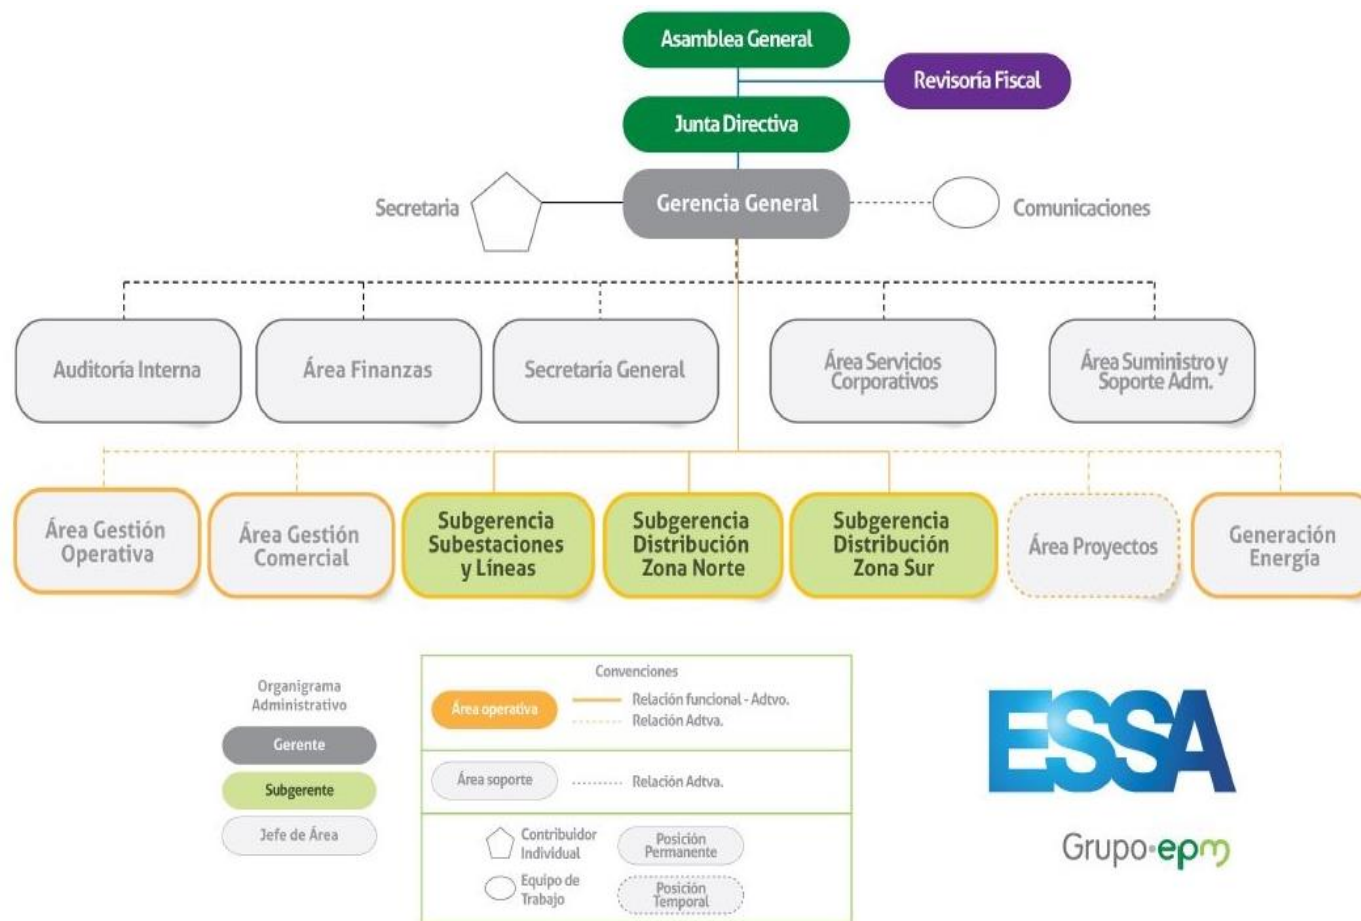 Asamblea General
Revisoría Fiscal
Junta Directiva
Secretaria
Gerencia General
Comunicaciones
Auditoría Interna
Área Finanzas
Secretaría General
Área Servicios
Corporativos
Área Suministro y
Soporte Adm.
Área Gestión
Operativa
Área Gestión
Comercial
Subgerencia
Subestaciones
y Líneas
Subgerencia
Distribución
Zona Norte
Subgerencia
Distribución
Zona Sur
Área Proyectos
Generación
Energía
Organigrama
Administrativo
Gerente
Subgerente
Jefe de Área
Convenciones
Área operativa
Relación funcional - Adtvo.
Relación Adtva.
Área soporte
Relación Adtva.
Contribuidor
Individual
Posición
Permanente
Equipo de
Trabajo
Posición
Temporal
ESSA
Grupo·epm